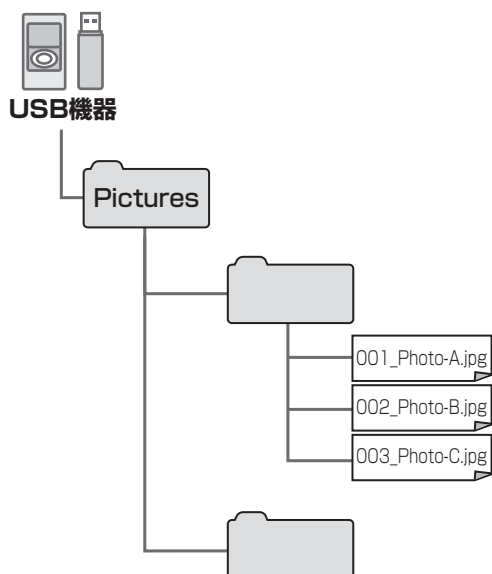 USB機器
Pictures
001_Photo-A.jpg
002_Photo-B.jpg
003_Photo-C.jpg